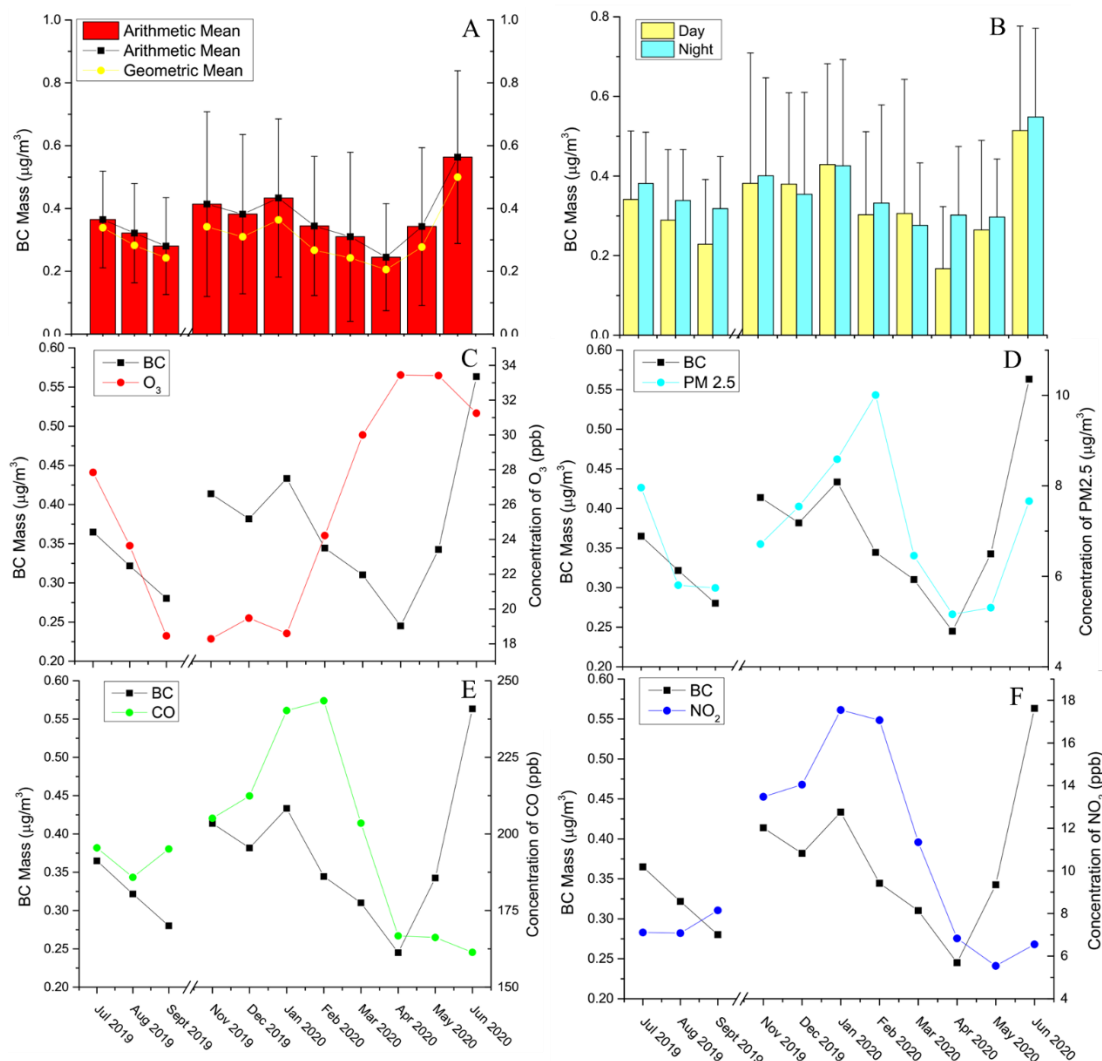 A
Arithmetic Mean
Arithmetic Mean
Geometric Mean
BC Mass (μg/m³)
1.0
0.8
0.6
0.4
0.2
0.0
1.0
0.8
0.6
0.4
0.2
0.0
B
Day
Night
BC Mass (μg/m³)
0.8
0.6
0.4
0.2
0.0
C
BC
O₃
BC Mass (μg/m³)
0.60
0.55
0.50
0.45
0.40
0.35
0.30
0.25
0.20
34
32
30
28
26
24
22
20
18
Concentration of O₃ (ppb)
D
BC
PM 2.5
BC Mass (μg/m³)
0.60
0.55
0.50
0.45
0.40
0.35
0.30
0.25
0.20
10
8
6
4
Concentration of PM2.5 (μg/m³)
E
BC
CO
BC Mass (μg/m³)
0.60
0.55
0.50
0.45
0.40
0.35
0.30
0.25
0.20
250
225
200
175
150
Concentration of CO (ppb)
Jul 2019
Aug 2019
Sept 2019
Nov 2019
Dec 2019
Jan 2020
Feb 2020
Mar 2020
Apr 2020
May 2020
Jun 2020
F
BC
NO₂
BC Mass (μg/m³)
0.60
0.55
0.50
0.45
0.40
0.35
0.30
0.25
0.20
18
16
14
12
10
8
6
4
Concentration of NO₂ (ppb)
Jul 2019
Aug 2019
Sept 2019
Nov 2019
Dec 2019
Jan 2020
Feb 2020
Mar 2020
Apr 2020
May 2020
Jun 2020